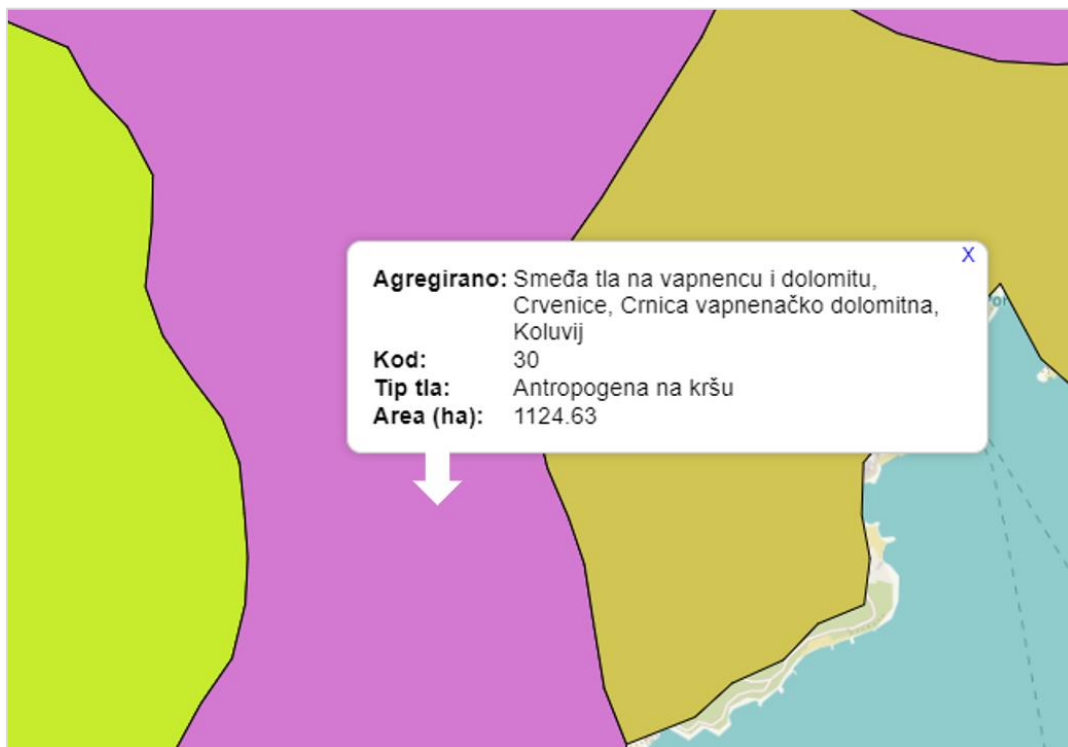 X
Agregirano: Smeđa tla na vapnencu i dolomitu,
Crvenice, Crnica vapnenačko dolomitna,
Koluvij
Kod: 30
Tip tla: Antropogena na kršu
Area (ha): 1124.63